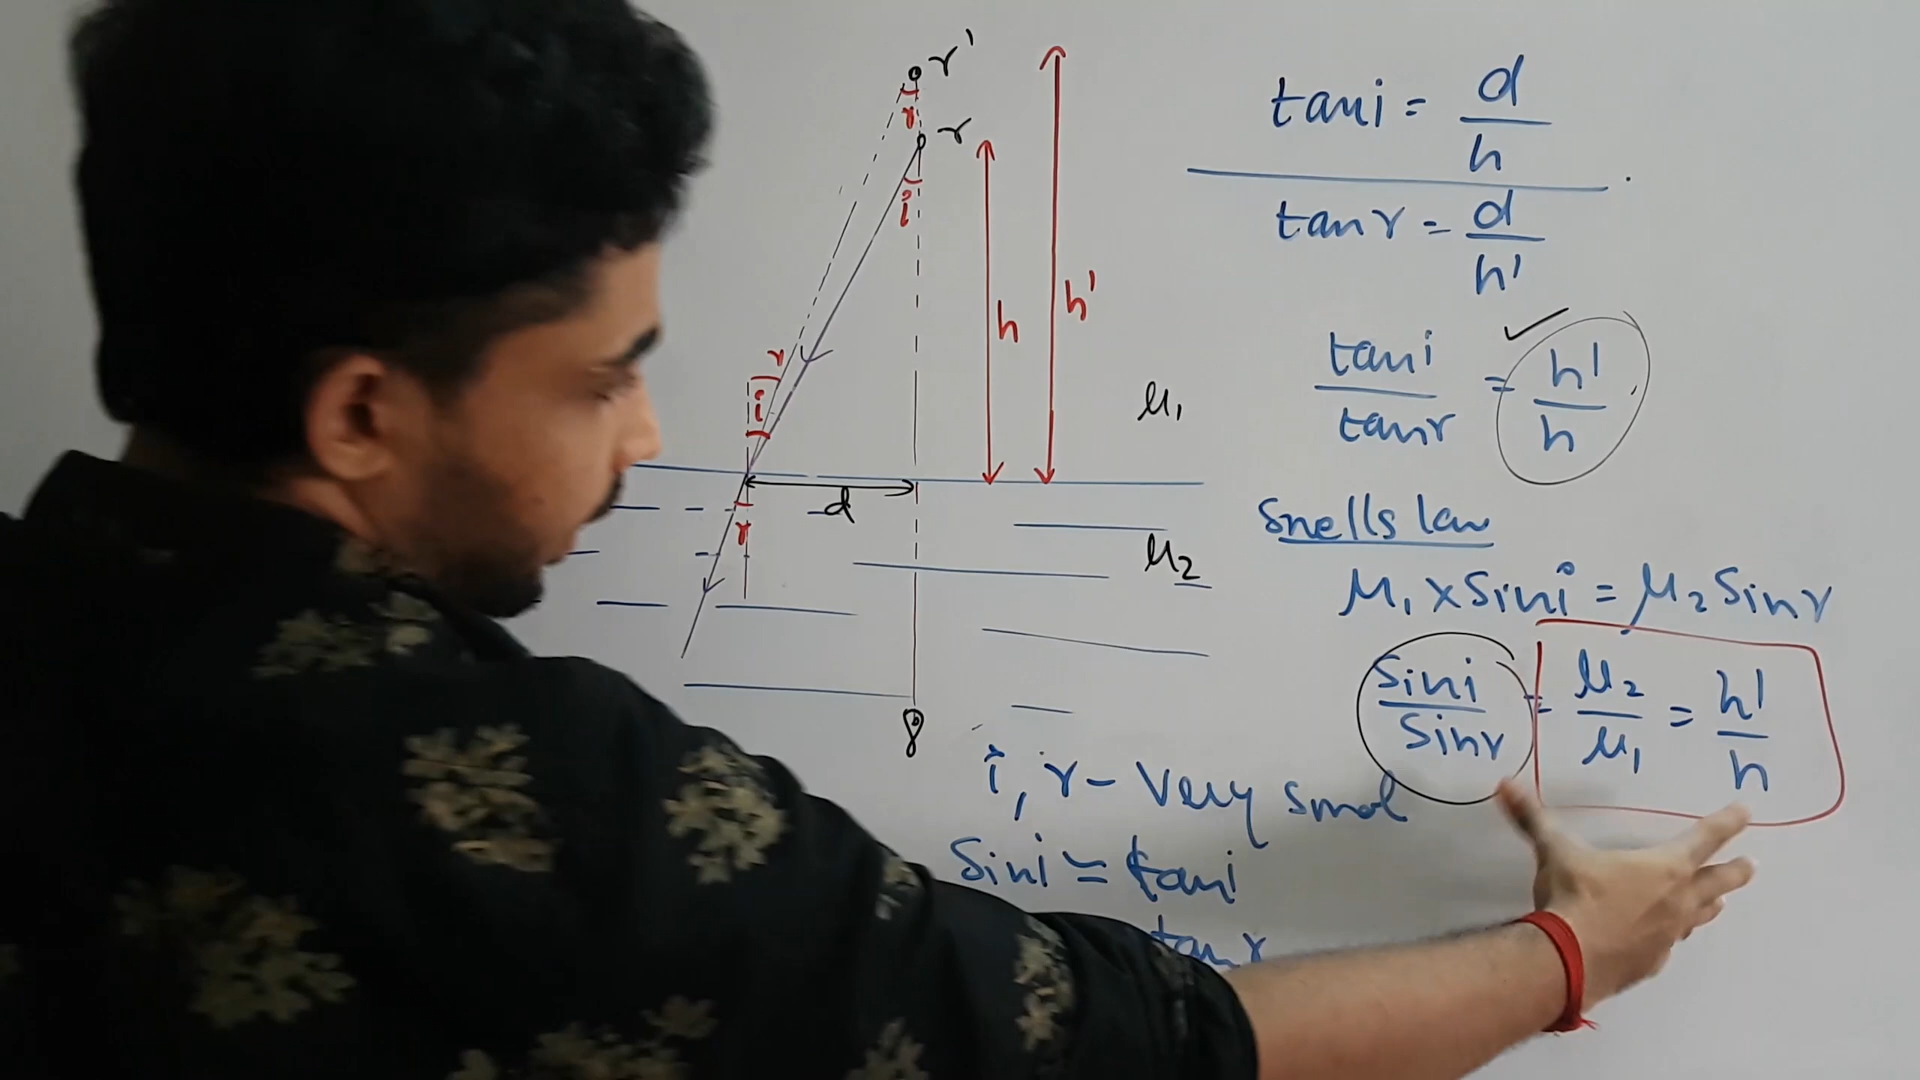 r'
r
r
i
h
h'
r
i
μ₁
d
r
μ₂
i, r - very smal
sini ≃ tani
tanr
tani = d/h
tanr = d/h'
tani/tanr = h'/h
Snells law
μ₁ x sini = μ₂ sinr
sini/sinr = μ₂/μ₁ = h'/h